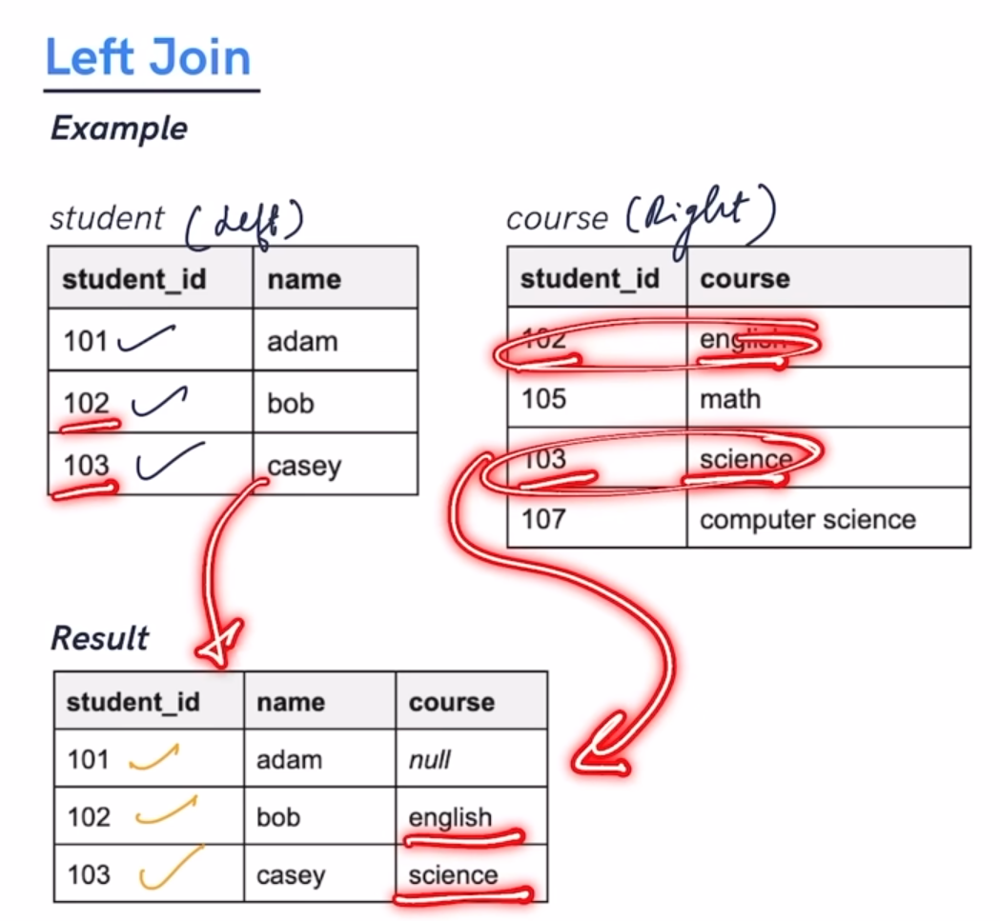 Left Join
Example
student (Left)
student_id name
101 adam
102 bob
103 casey
course (Right)
student_id course
102 english
105 math
103 science
107 computer science
Result
student_id name course
101 adam null
102 bob english
103 casey science